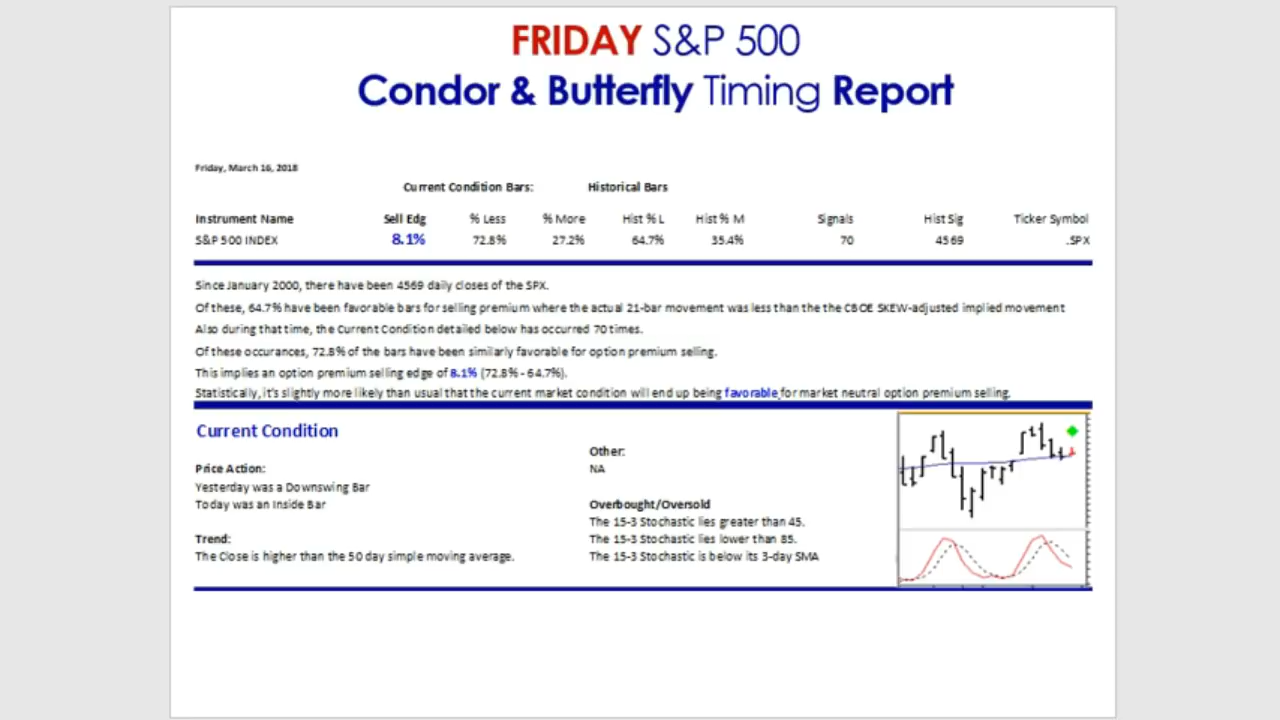 FRIDAY S&P 500
Condor & Butterfly Timing Report
Friday, March 16, 2018
Current Condition Bars: Historical Bars
Instrument Name Sell Edg % Less % More Hist % L Hist % M Signals Hist Sig Ticker Symbol
S&P 500 INDEX 8.1% 72.8% 27.2% 64.7% 35.4% 70 4569 .SPX
Since January 2000, there have been 4569 daily closes of the SPX.
Of these, 64.7% have been favorable bars for selling premium where the actual 21-bar movement was less than the the CBOE SKEW-adjusted implied movement
Also during that time, the Current Condition detailed below has occurred 70 times.
Of these occurances, 72.8% of the bars have been similarly favorable for option premium selling.
This implies an option premium selling edge of 8.1% (72.8% - 64.7%).
Statistically, it's slightly more likely than usual that the current market condition will end up being favorable for market neutral option premium selling.
Current Condition
Price Action:
Yesterday was a Downswing Bar
Today was an Inside Bar
Trend:
The Close is higher than the 50 day simple moving average.
Other:
NA
Overbought/Oversold
The 15-3 Stochastic lies greater than 45.
The 15-3 Stochastic lies lower than 85.
The 15-3 Stochastic is below its 3-day SMA